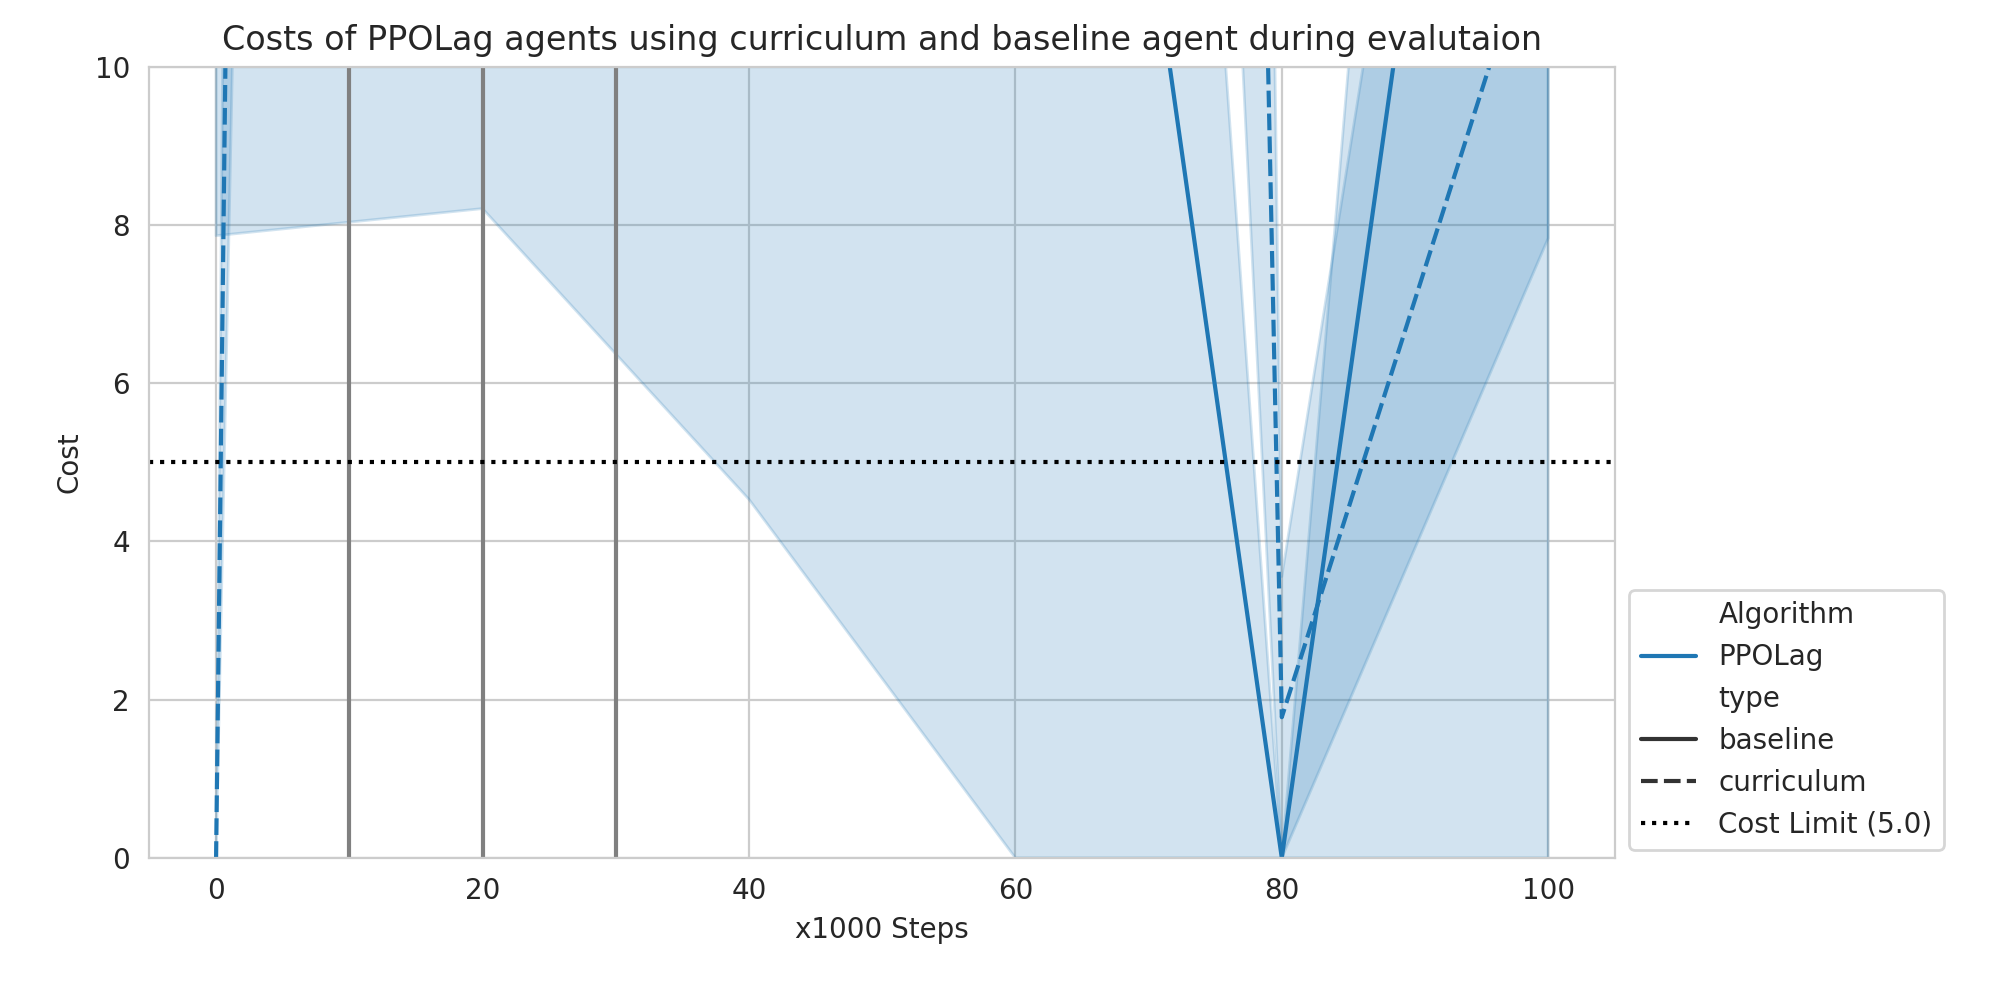 Costs of PPOLag agents using curriculum and baseline agent during evalutaion
10
8
6
4
2
0
Cost
0 20 40 60 80 100
x1000 Steps
Algorithm
PPOLag
type
baseline
curriculum
Cost Limit (5.0)